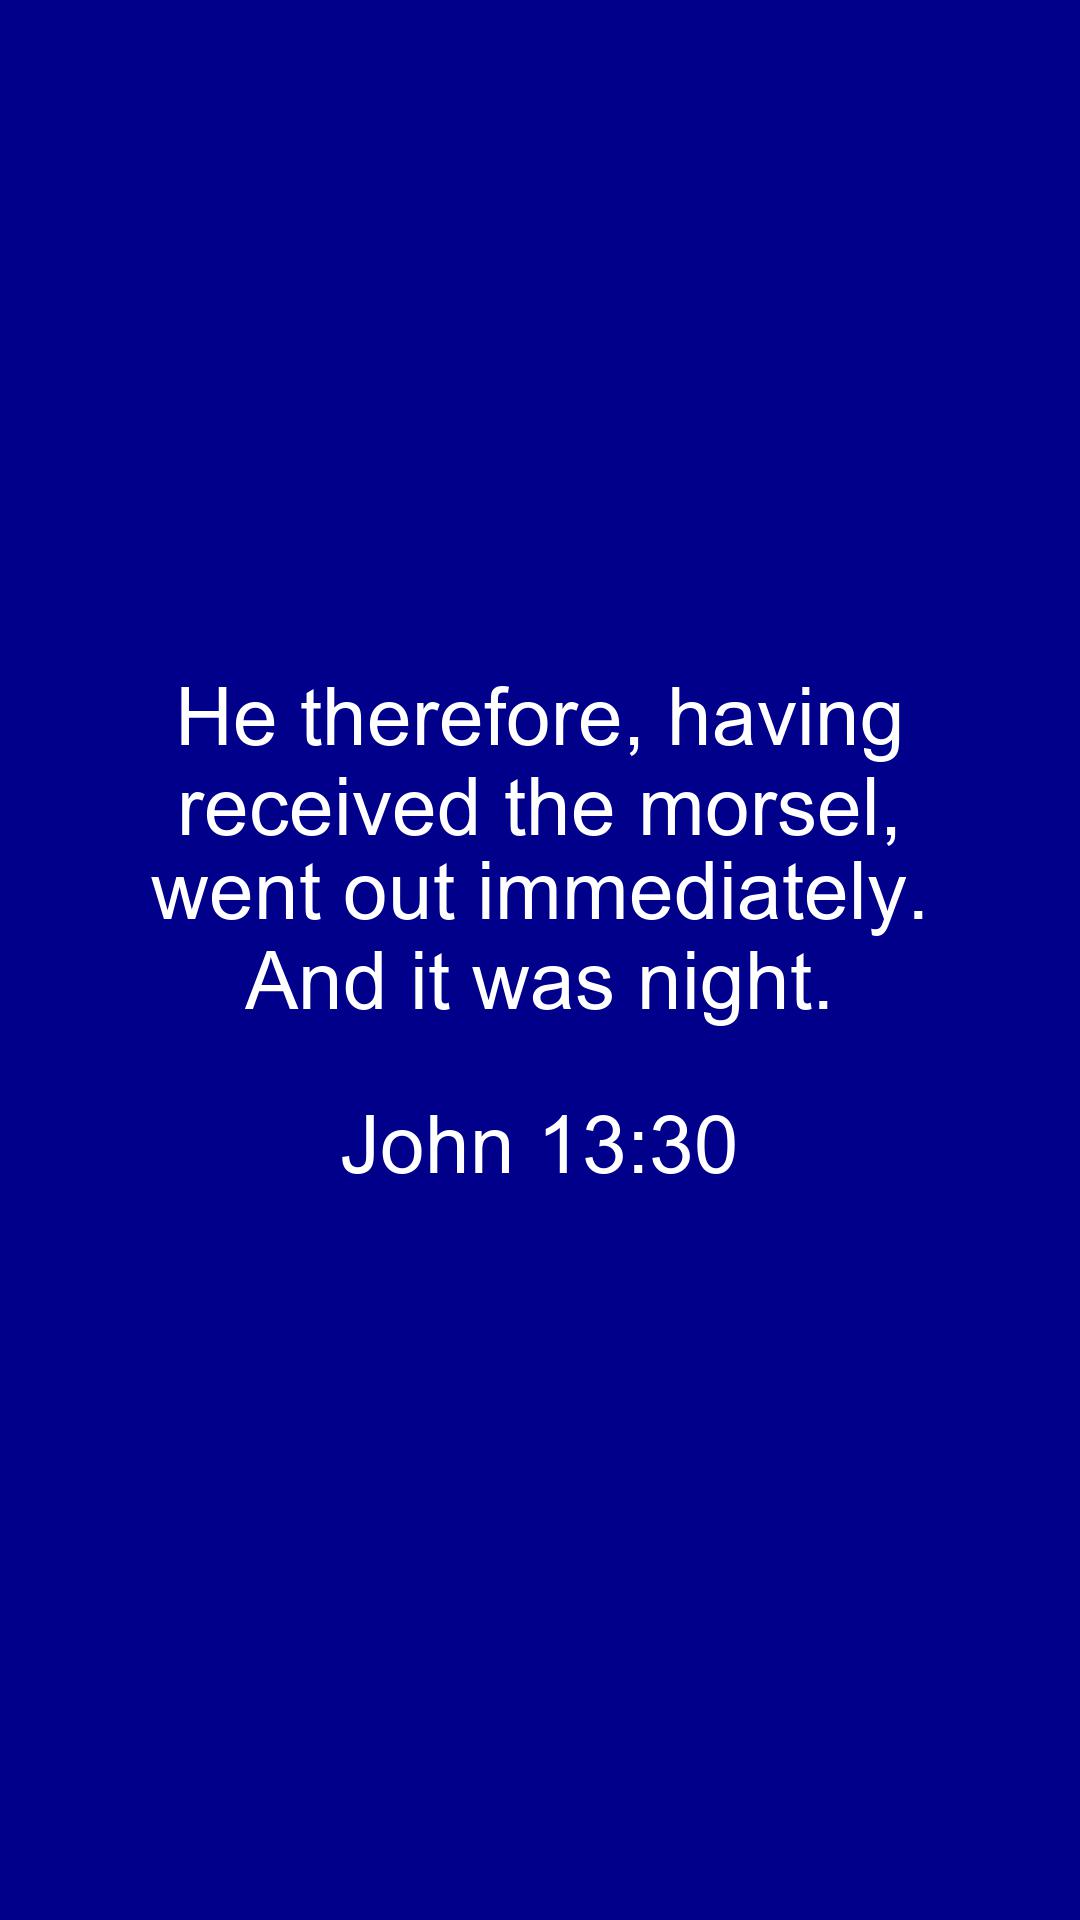 He therefore, having
received the morsel,
went out immediately.
And it was night.
John 13:30